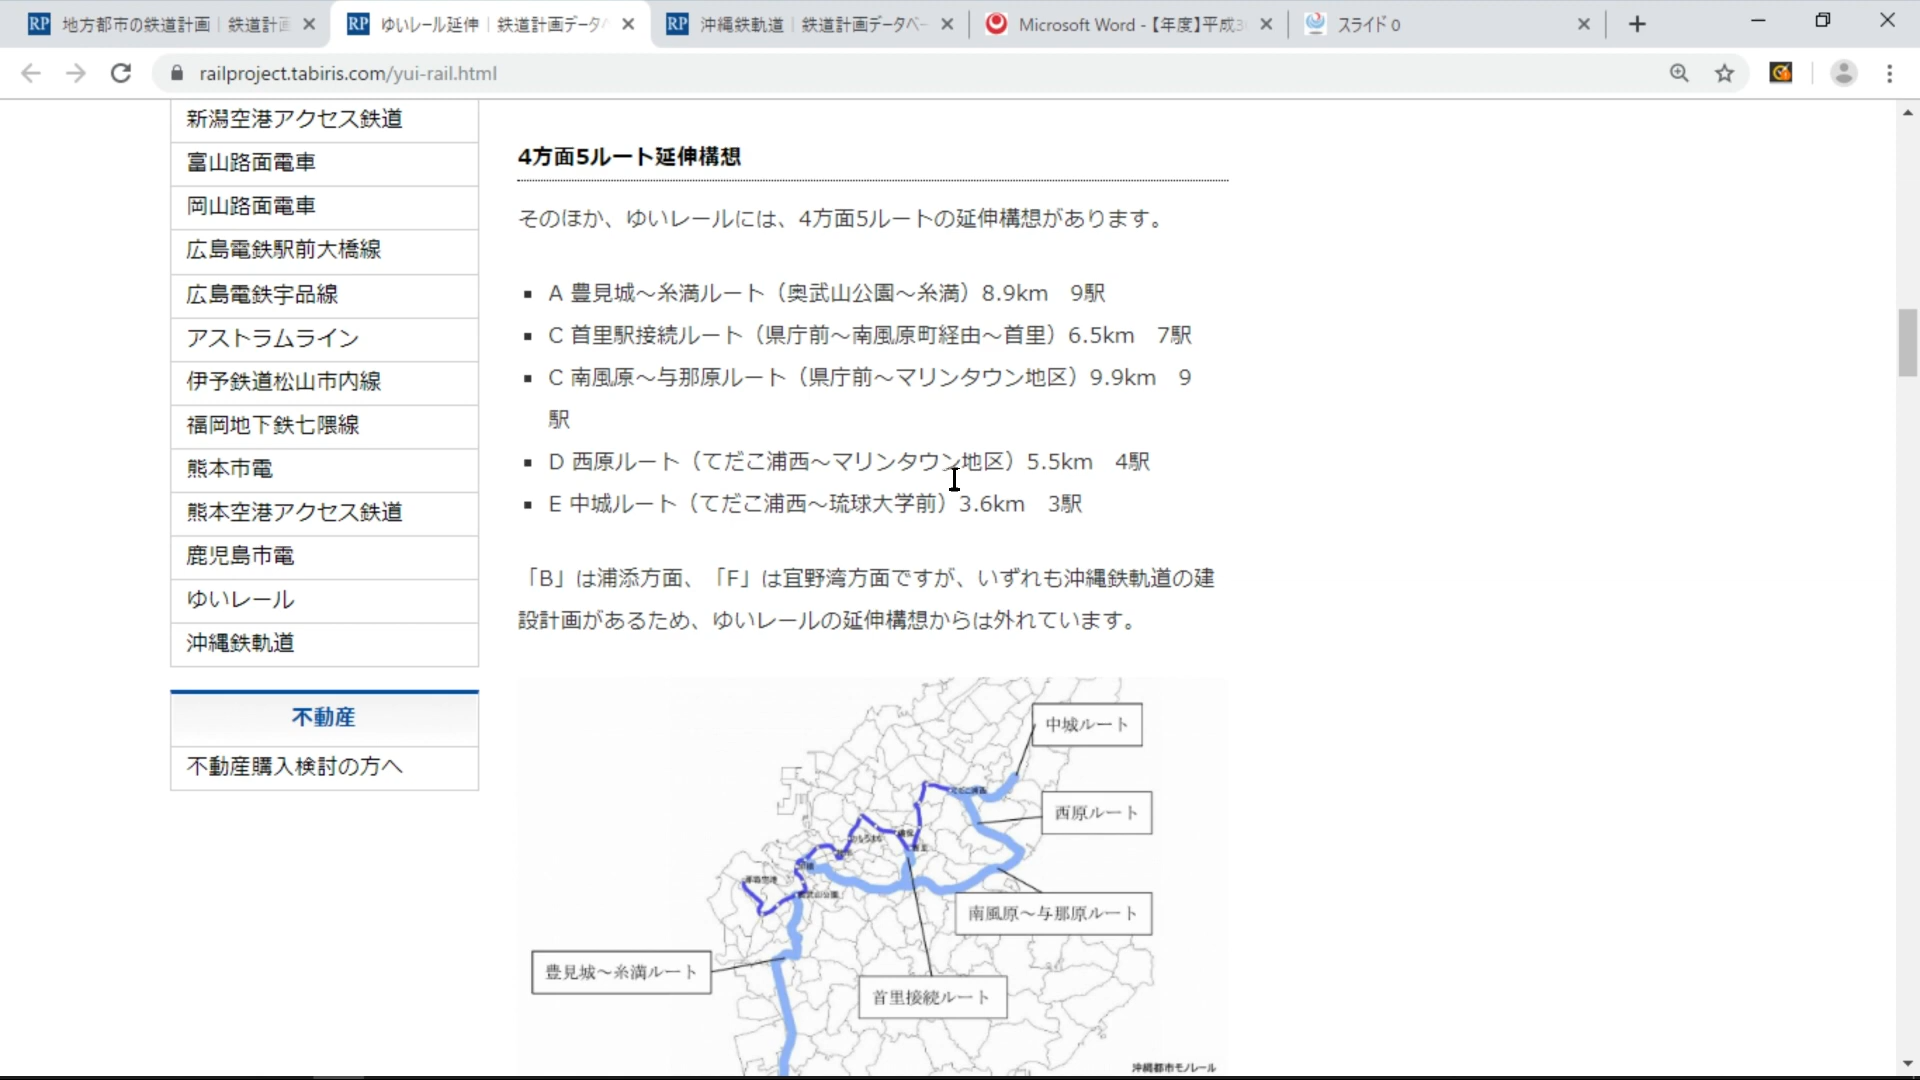 地方都市の鉄道計画｜鉄道計画
ゆいレール延伸｜鉄道計画データベ
沖縄鉄軌道｜鉄道計画データベー
Microsoft Word - 【年度】平成3
スライド 0
railproject.tabiris.com/yui-rail.html
新潟空港アクセス鉄道
富山路面電車
岡山路面電車
広島電鉄駅前大橋線
広島電鉄宇品線
アストラムライン
伊予鉄道松山市内線
福岡地下鉄七隈線
熊本市電
熊本空港アクセス鉄道
鹿児島市電
ゆいレール
沖縄鉄軌道
不動産
不動産購入検討の方へ
4方面5ルート延伸構想
そのほか、ゆいレールには、4方面5ルートの延伸構想があります。
A 豊見城～糸満ルート（奥武山公園～糸満）8.9km　9駅
C 首里駅接続ルート（県庁前～南風原町経由～首里）6.5km　7駅
C 南風原～与那原ルート（県庁前～マリンタウン地区）9.9km　9
駅
D 西原ルート（てだこ浦西～マリンタウン地区）5.5km　4駅
E 中城ルート（てだこ浦西～琉球大学前）3.6km　3駅
「B」は浦添方面、「F」は宜野湾方面ですが、いずれも沖縄鉄軌道の建
設計画があるため、ゆいレールの延伸構想からは外れています。
中城ルート
西原ルート
南風原～与那原ルート
豊見城～糸満ルート
首里接続ルート
沖縄都市モノレール